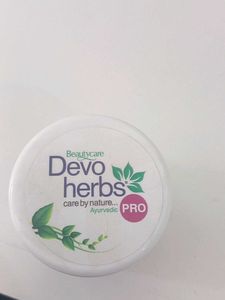 Beautycare
Devo
herbs
care by nature...
Ayurvedic PRO